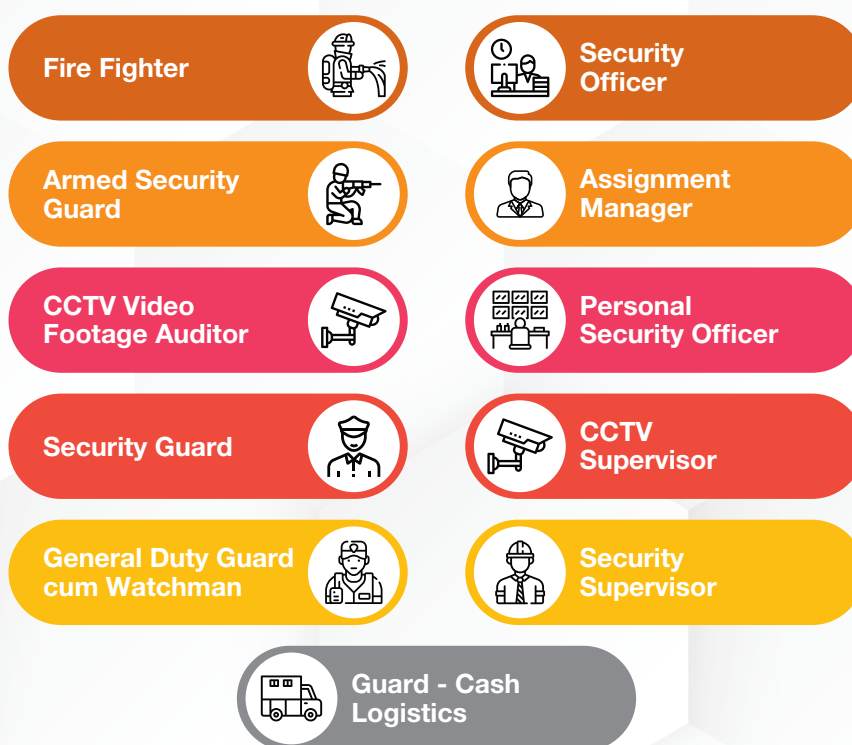 Fire Fighter
Security
Officer
Armed Security
Guard
Assignment
Manager
CCTV Video
Footage Auditor
Personal
Security Officer
Security Guard
CCTV
Supervisor
General Duty Guard
cum Watchman
Security
Supervisor
Guard - Cash
Logistics